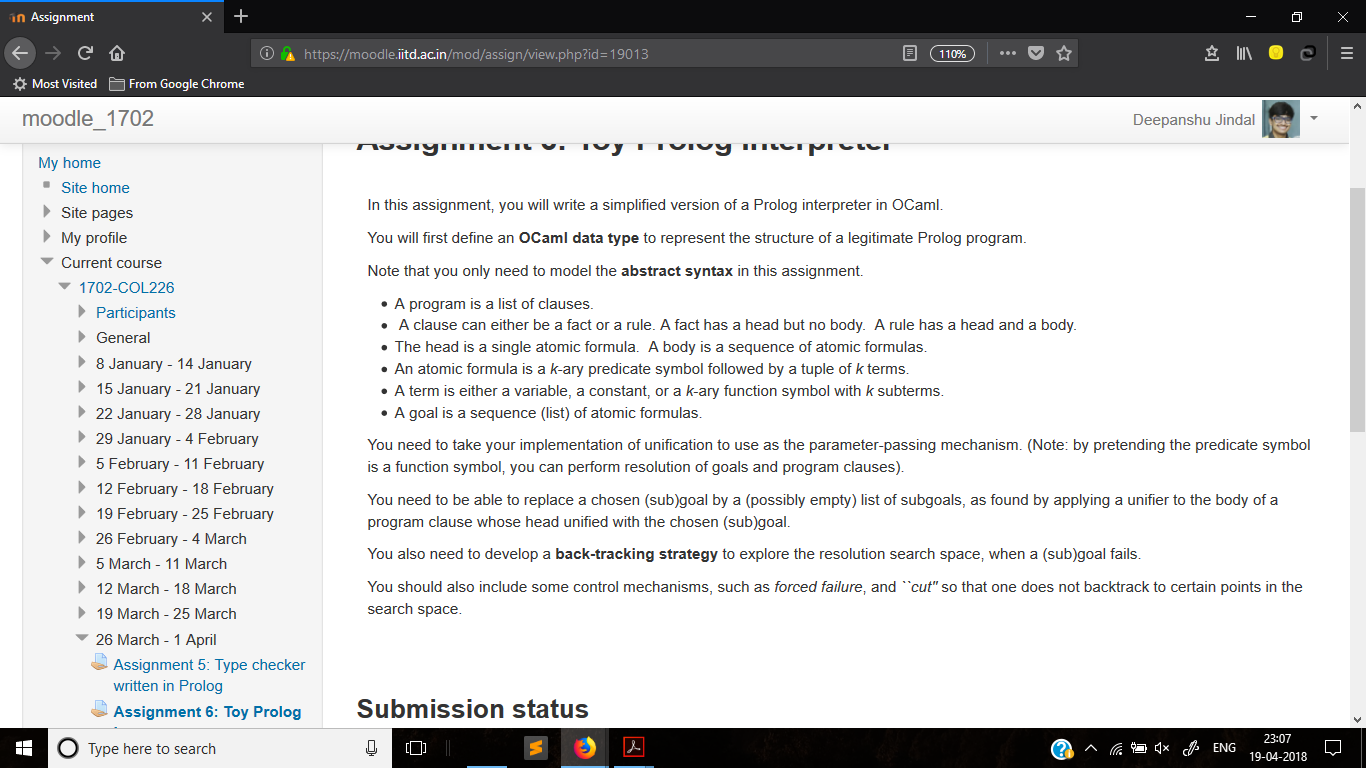 Assignment
https://moodle.iitd.ac.in/mod/assign/view.php?id=19013
110%
Most Visited
From Google Chrome
moodle_1702
Deepanshu Jindal
My home
Site home
Site pages
My profile
Current course
1702-COL226
Participants
General
8 January - 14 January
15 January - 21 January
22 January - 28 January
29 January - 4 February
5 February - 11 February
12 February - 18 February
19 February - 25 February
26 February - 4 March
5 March - 11 March
12 March - 18 March
19 March - 25 March
26 March - 1 April
Assignment 5: Type checker
written in Prolog
Assignment 6: Toy Prolog
Assignment 6: Toy Prolog Interpreter
In this assignment, you will write a simplified version of a Prolog interpreter in OCaml.
You will first define an OCaml data type to represent the structure of a legitimate Prolog program.
Note that you only need to model the abstract syntax in this assignment.
• A program is a list of clauses.
• A clause can either be a fact or a rule. A fact has a head but no body. A rule has a head and a body.
• The head is a single atomic formula. A body is a sequence of atomic formulas.
• An atomic formula is a k-ary predicate symbol followed by a tuple of k terms.
• A term is either a variable, a constant, or a k-ary function symbol with k subterms.
• A goal is a sequence (list) of atomic formulas.
You need to take your implementation of unification to use as the parameter-passing mechanism. (Note: by pretending the predicate symbol
is a function symbol, you can perform resolution of goals and program clauses).
You need to be able to replace a chosen (sub)goal by a (possibly empty) list of subgoals, as found by applying a unifier to the body of a
program clause whose head unified with the chosen (sub)goal.
You also need to develop a back-tracking strategy to explore the resolution search space, when a (sub)goal fails.
You should also include some control mechanisms, such as forced failure, and ``cut" so that one does not backtrack to certain points in the
search space.
Submission status
Type here to search
ENG
23:07
19-04-2018